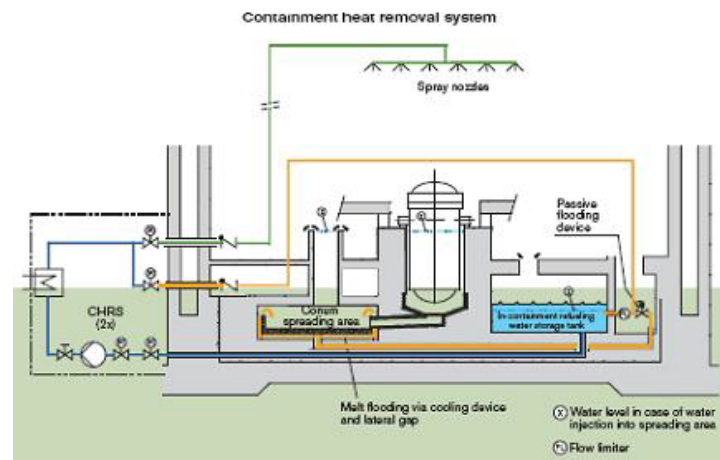 Containment heat removal system
Spray nozzles
Passive
flooding
device
CHRS
(2x)
Corium
spreading area
In-containment refueling
water storage tank
Melt flooding via cooling device
and lateral gap
Water level in case of water
injection into spreading area
Flow limiter